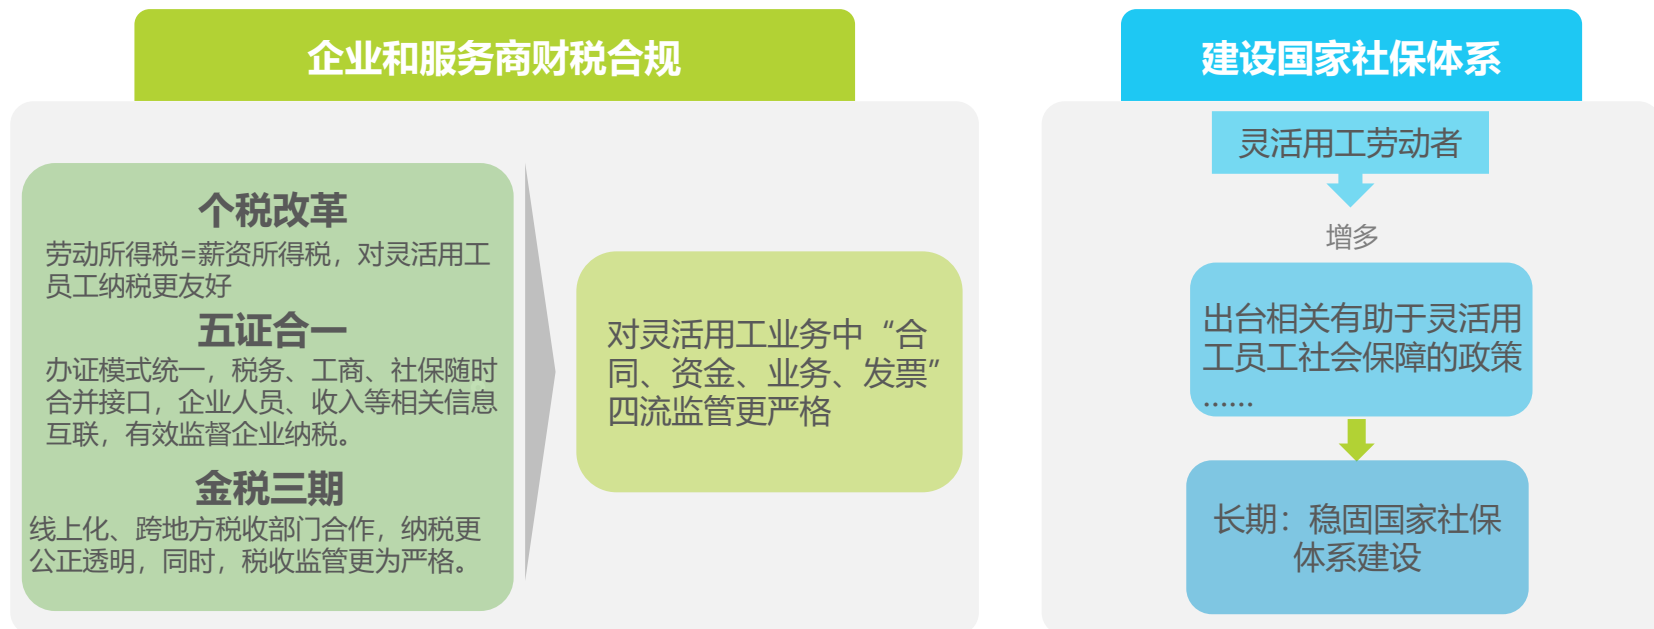 企业和服务商财税合规
个税改革
劳动所得税=薪资所得税，对灵活用工
员工纳税更友好
五证合一
办证模式统一，税务、工商、社保随时
合并接口，企业人员、收入等相关信息
互联，有效监督企业纳税。
金税三期
线上化、跨地方税收部门合作，纳税更
公正透明，同时，税收监管更为严格。
对灵活用工业务中“合
同、资金、业务、发票”
四流监管更严格
建设国家社保体系
灵活用工劳动者
增多
出台相关有助于灵活用
工员工社会保障的政策
……
长期：稳固国家社保
体系建设